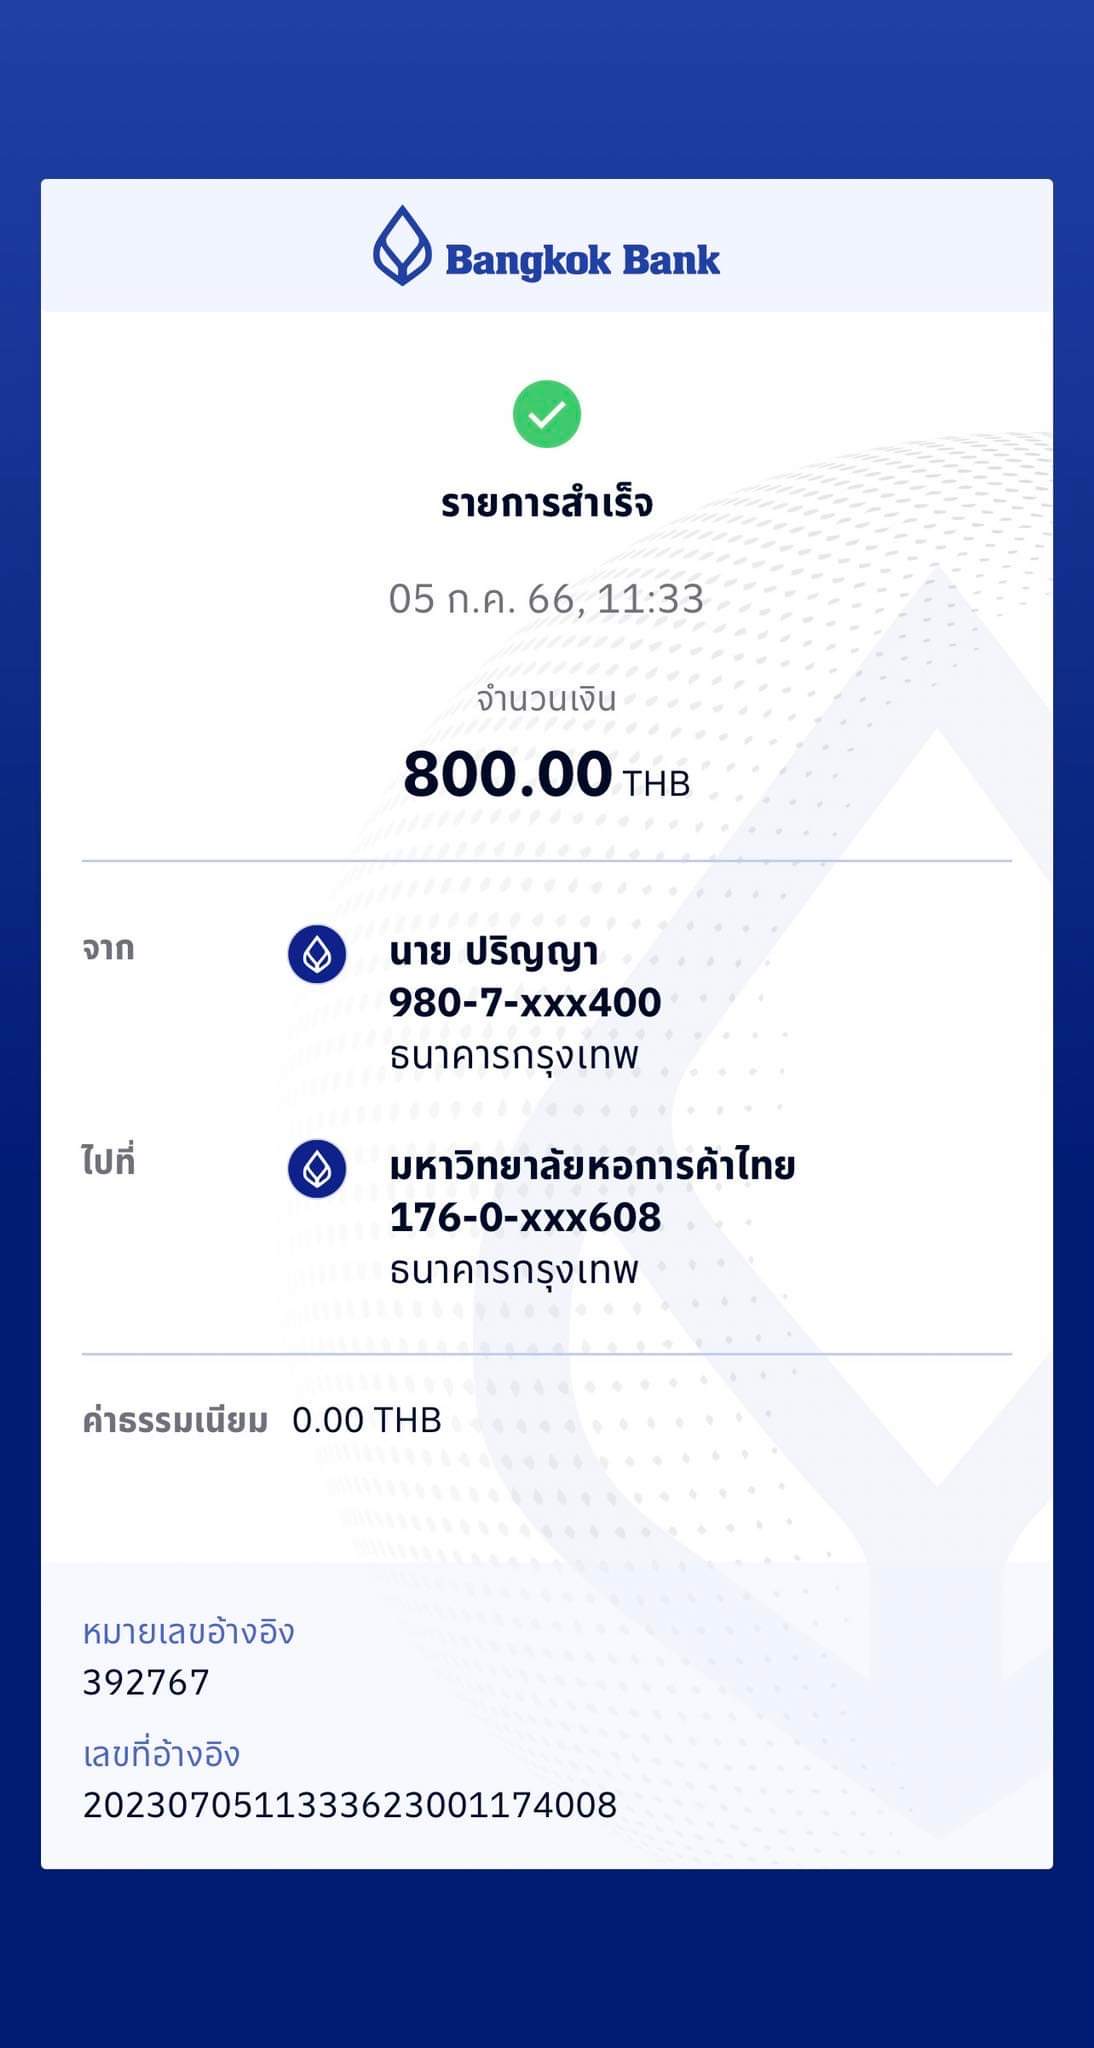 Bangkok Bank
รายการสำเร็จ
05 ก.ค. 66, 11:33
จำนวนเงิน
800.00 THB
จาก
นาย ปริญญา
980-7-xxx400
ธนาคารกรุงเทพ
ไปที่
มหาวิทยาลัยหอการค้าไทย
176-0-xxx608
ธนาคารกรุงเทพ
ค่าธรรมเนียม 0.00 THB
หมายเลขอ้างอิง
392767
เลขที่อ้างอิง
2023070511333623001174008